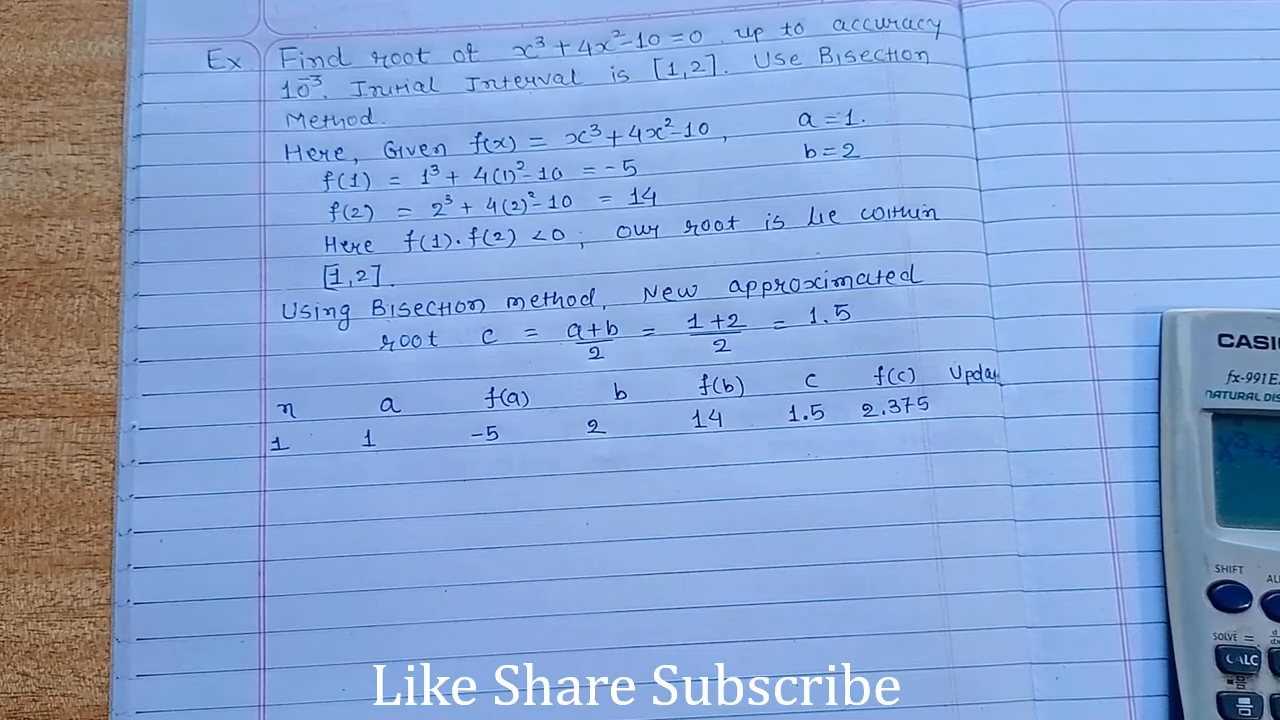 Ex Find root of x³ + 4x² - 10 = 0 up to accuracy
10⁻³. Initial Interval is [1,2]. Use Bisection
Method.
Here, Given f(x) = x³ + 4x² - 10, a = 1.
f(1) = 1³ + 4(1)² - 10 = -5 b = 2
f(2) = 2³ + 4(2)² - 10 = 14
Here f(1).f(2) < 0; our root is lie within
[1,2].
Using Bisection method, New approximated
root c = a+b/2 = 1+2/2 = 1.5
n a f(a) b f(b) c f(c) Updat
1 1 -5 2 14 1.5 2.375
CASI
fx-991E
NATURAL DIS
SHIFT
AL
SOLVE =
CALC
Like Share Subscribe